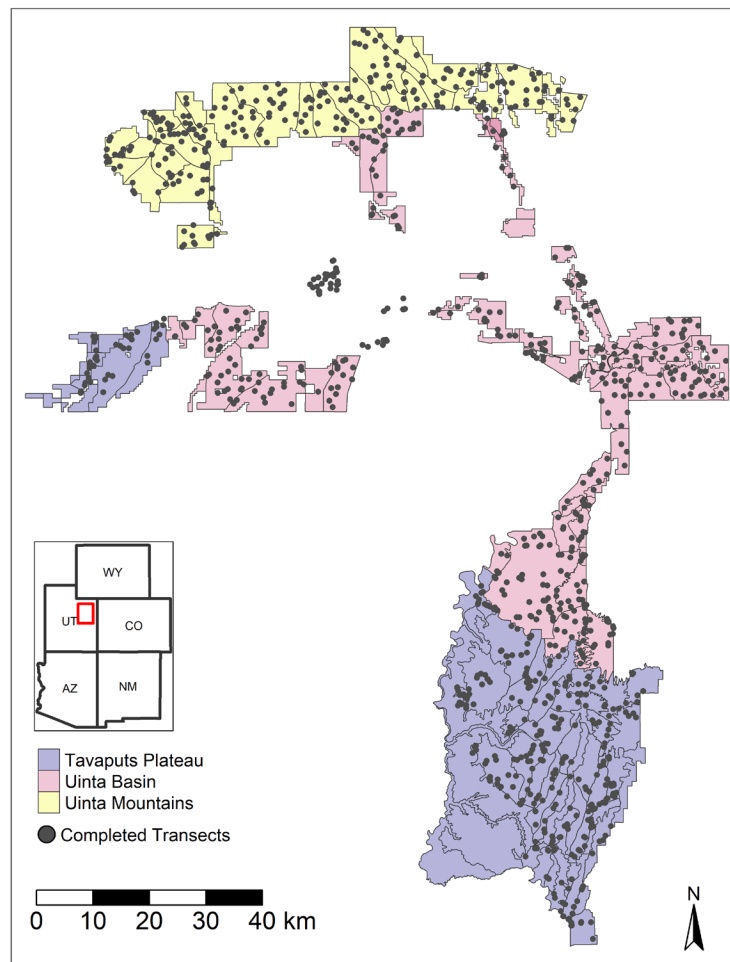 WY
UT
CO
AZ
NM
Tavaputs Plateau
Uinta Basin
Uinta Mountains
Completed Transects
0 10 20 30 40 km
N